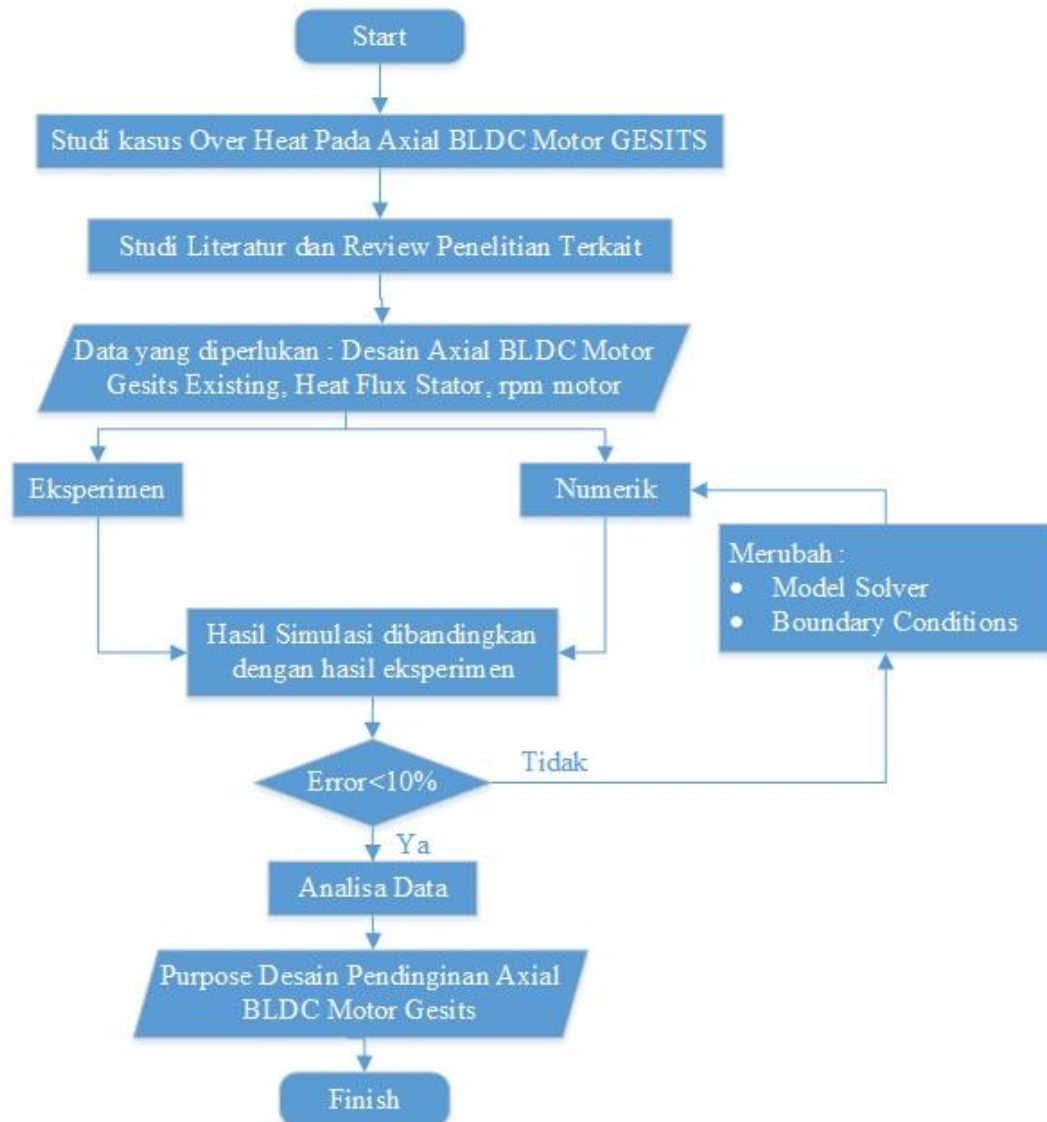 Start
Studi kasus Over Heat Pada Axial BLDC Motor GESITS
Studi Literatur dan Review Penelitian Terkait
Data yang diperlukan : Desain Axial BLDC Motor
Gesits Existing, Heat Flux Stator, rpm motor
Eksperimen
Numerik
Merubah :
• Model Solver
• Boundary Conditions
Hasil Simulasi dibandingkan
dengan hasil eksperimen
Error<10%
Tidak
Ya
Analisa Data
Purpose Desain Pendinginan Axial
BLDC Motor Gesits
Finish